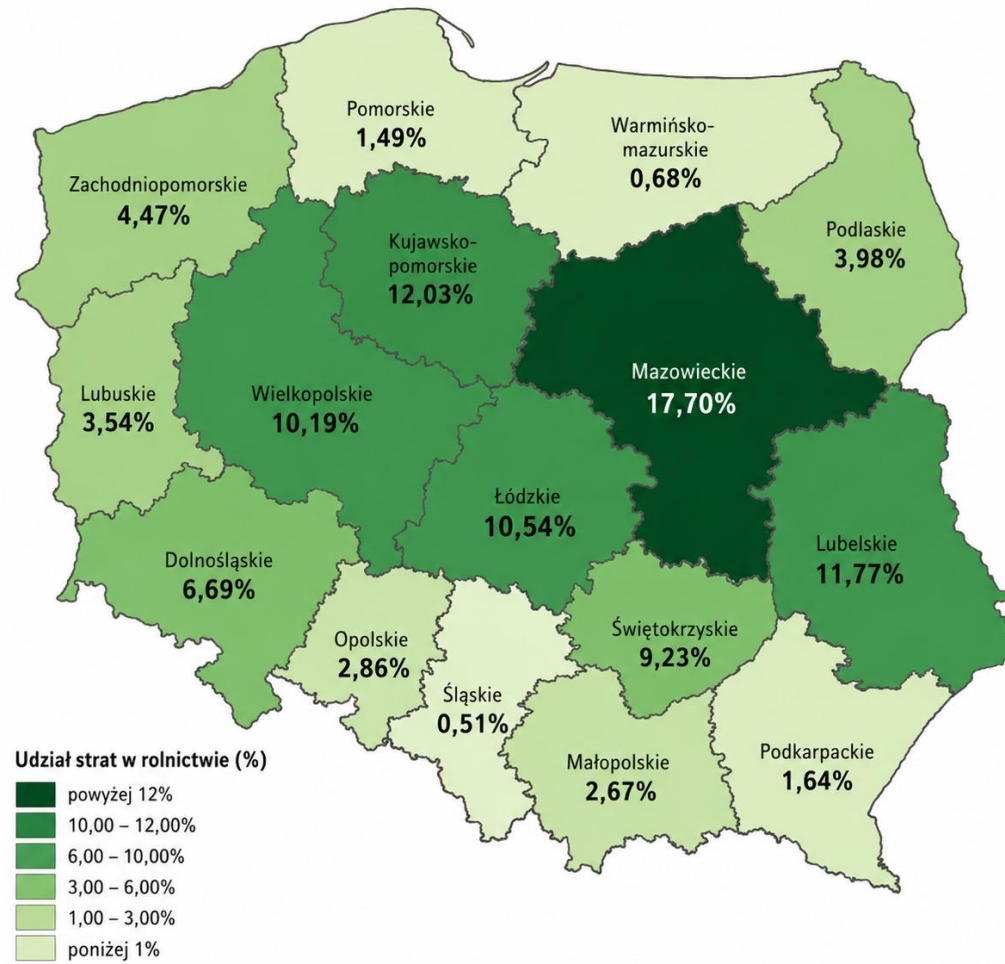 Pomorskie
1,49%
Warmińsko-
mazurskie
0,68%
Zachodniopomorskie
4,47%
Podlaskie
3,98%
Kujawsko-
pomorskie
12,03%
Lubuskie
3,54%
Wielkopolskie
10,19%
Mazowieckie
17,70%
Łódzkie
10,54%
Lubelskie
11,77%
Dolnośląskie
6,69%
Opolskie
2,86%
Śląskie
0,51%
Świętokrzyskie
9,23%
Małopolskie
2,67%
Podkarpackie
1,64%
Udział strat w rolnictwie (%)
powyżej 12%
10,00 – 12,00%
6,00 – 10,00%
3,00 – 6,00%
1,00 – 3,00%
poniżej 1%